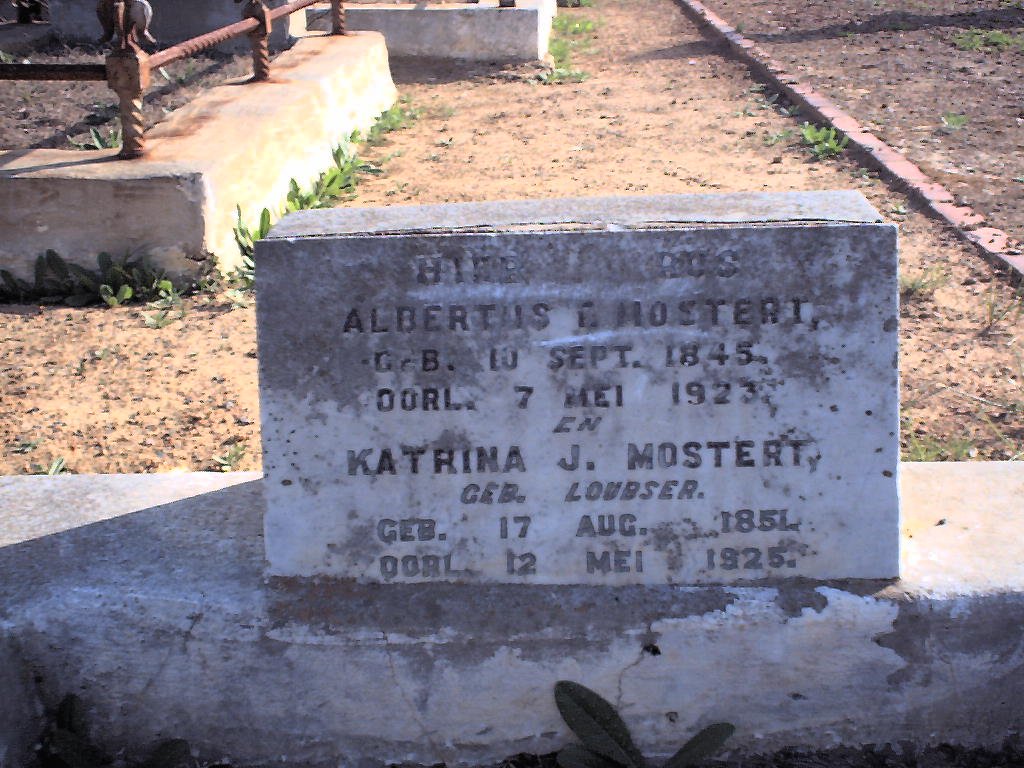 ALBERTUS MOSTERT,
GEB. 10 SEPT. 1845.
OORL. 7 MEI 1923.
EN
KATRINA J. MOSTERT,
GEB. LOUBSER.
GEB. 17 AUG. 1851.
OORL. 12 MEI 1925.